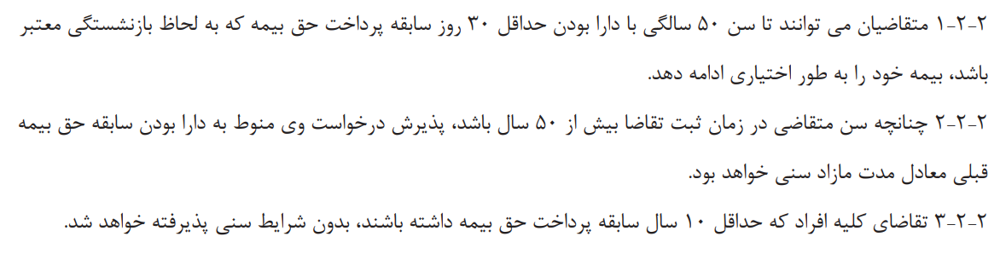 ۱-۲-۲ متقاضیان می توانند تا سن ۵۰ سالگی با دارا بودن حداقل ۳۰ روز سابقه پرداخت حق بیمه که به لحاظ بازنشستگی معتبر
باشد، بیمه خود را به طور اختیاری ادامه دهد.
۲-۲-۲ چنانچه سن متقاضی در زمان ثبت تقاضا بیش از ۵۰ سال باشد، پذیرش درخواست وی منوط به دارا بودن سابقه حق بیمه
قبلی معادل مدت مازاد سنی خواهد بود.
۳-۲-۲ تقاضای کلیه افراد که حداقل ۱۰ سال سابقه پرداخت حق بیمه داشته باشند، بدون شرایط سنی پذیرفته خواهد شد.